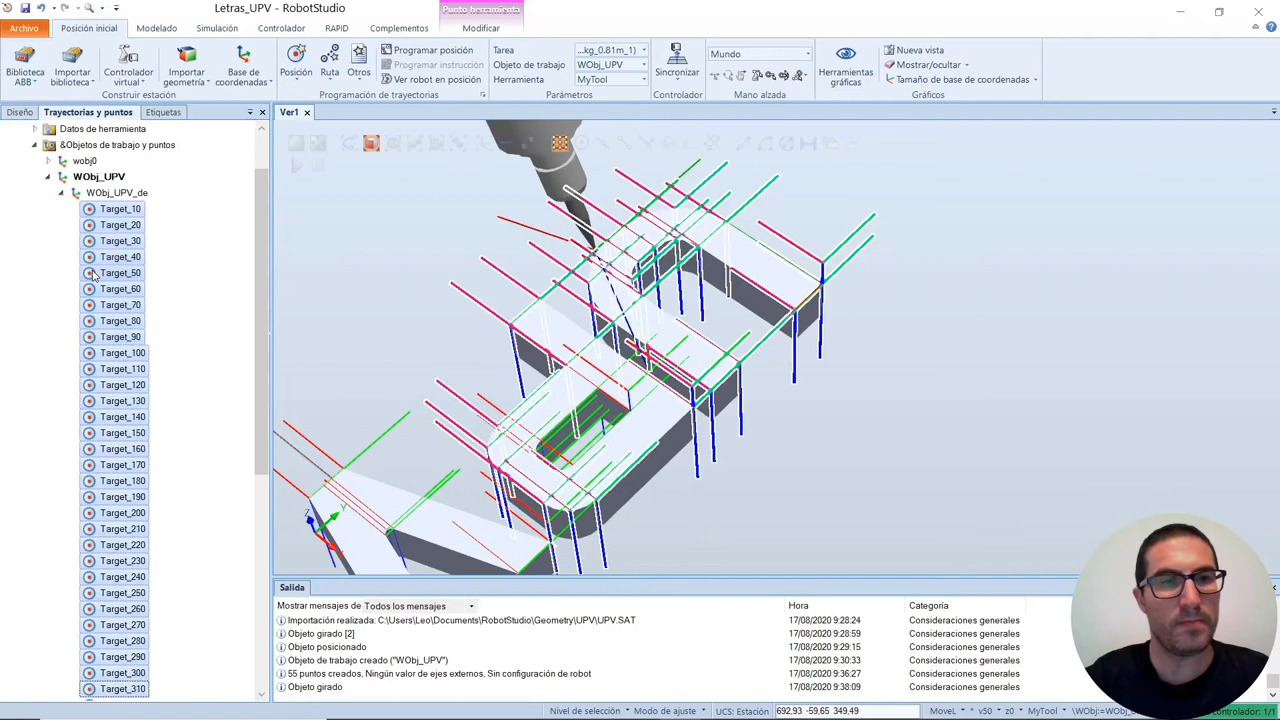 Letras_UPV - RobotStudio
Punto herramienta
Archivo
Posición inicial
Modelado
Simulación
Controlador
RAPID
Complementos
Modificar
Biblioteca
ABB
Importar
biblioteca
Controlador
virtual
Importar
geometría
Base de
coordenadas
Construir estación
Posición
Ruta
Otros
Programar posición
Programar instrucción
Ver robot en posición
Programación de trayectorias
Tarea
...kg_0.81m_1)
Objeto de trabajo
WObj_UPV
Herramienta
MyTool
Parámetros
Sincronizar
Controlador
Mundo
Mano alzada
Herramientas
gráficas
Nueva vista
Mostrar/ocultar
Tamaño de base de coordenadas
Gráficos
Diseño
Trayectorias y puntos
Etiquetas
Ver1
Datos de herramienta
&Objetos de trabajo y puntos
wobj0
WObj_UPV
WObj_UPV_de
Target_10
Target_20
Target_30
Target_40
Target_50
Target_60
Target_70
Target_80
Target_90
Target_100
Target_110
Target_120
Target_130
Target_140
Target_150
Target_160
Target_170
Target_180
Target_190
Target_200
Target_210
Target_220
Target_230
Target_240
Target_250
Target_260
Target_270
Target_280
Target_290
Target_300
Target_310
Z
Y
Salida
Mostrar mensajes de Todos los mensajes
Hora
Categoría
Importación realizada: C:\Users\Leo\Documents\RobotStudio\Geometry\UPV\UPV.SAT 17/08/2020 9:28:24 Consideraciones generales
Objeto girado [2] 17/08/2020 9:28:59 Consideraciones generales
Objeto posicionado 17/08/2020 9:29:15 Consideraciones generales
Objeto de trabajo creado ("WObj_UPV") 17/08/2020 9:30:33 Consideraciones generales
55 puntos creados, Ningún valor de ejes externos, Sin configuración de robot 17/08/2020 9:36:27 Consideraciones generales
Objeto girado 17/08/2020 9:38:09 Consideraciones generales
Nivel de selección
Modo de ajuste
UCS: Estación
692,93 -59,65 349,49
MoveL
v50
z0
MyTool
controlador: 1/1